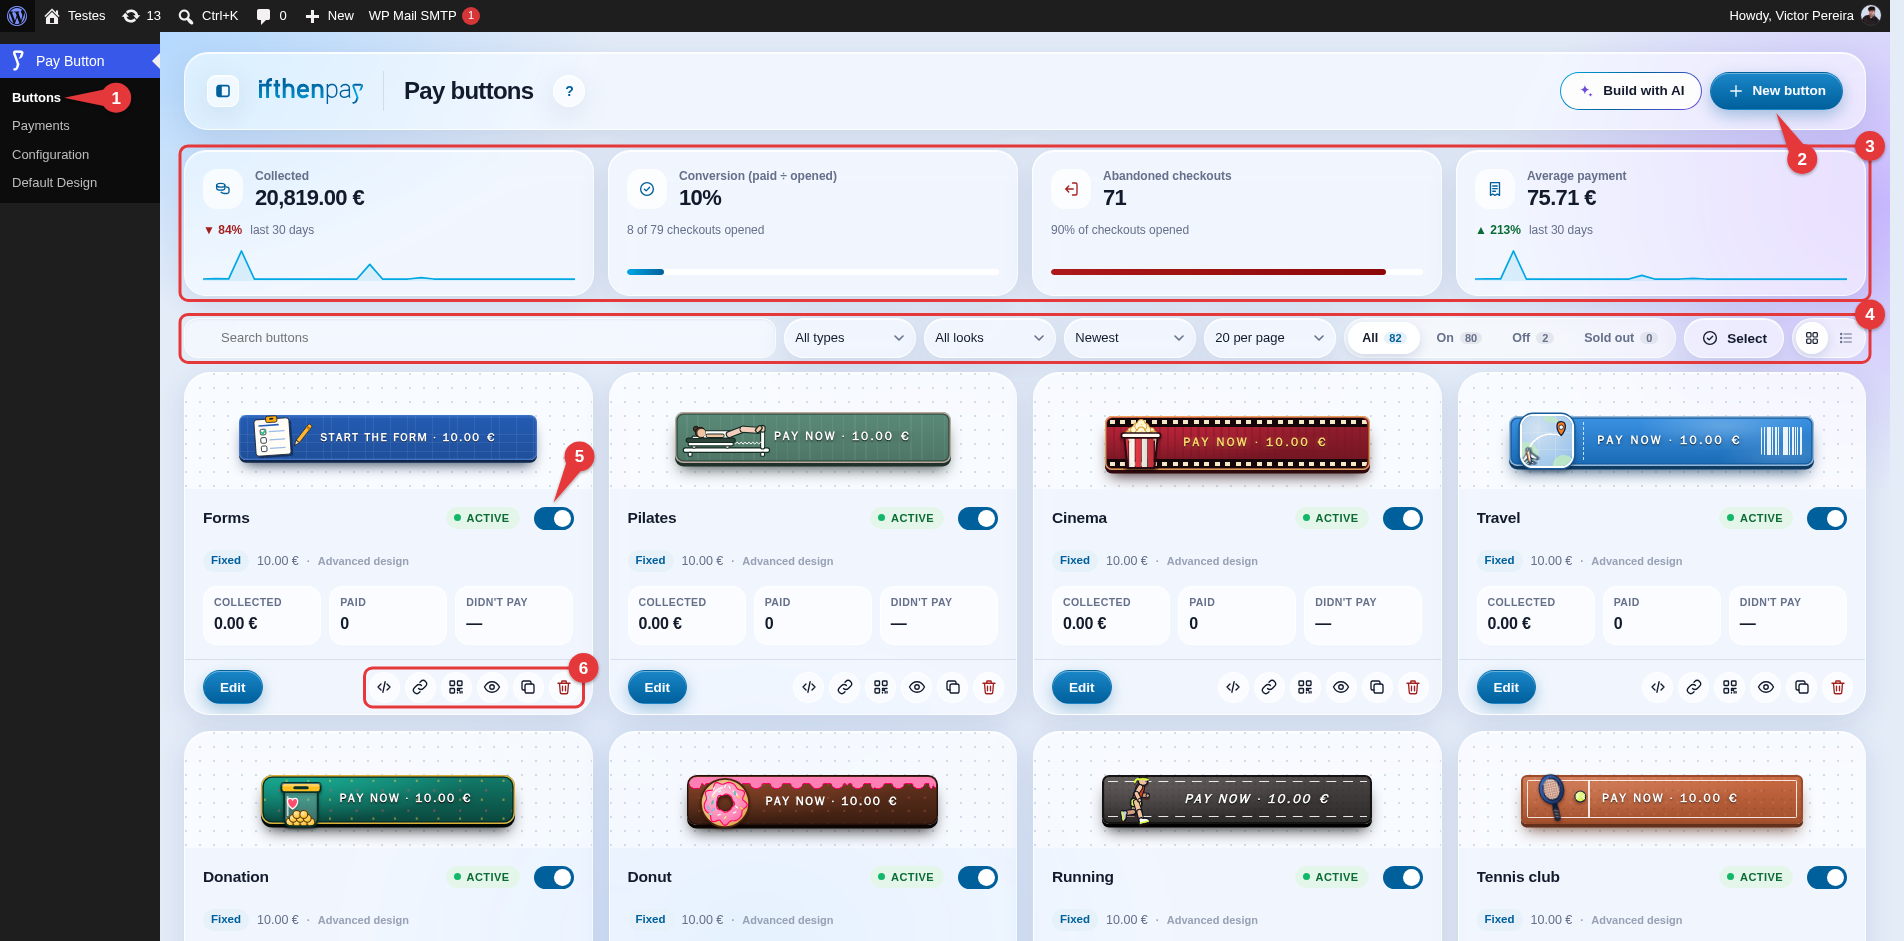 Testes 13 Ctrl+K 0 New WP Mail SMTP 1 Howdy, Victor Pereira
Pay Button
Buttons 1
Payments
Configuration
Default Design
ifthenpay Pay buttons ? Build with AI New button
2
3
Collected
20,819.00 €
▼ 84% last 30 days
Conversion (paid ÷ opened)
10%
8 of 79 checkouts opened
Abandoned checkouts
71
90% of checkouts opened
Average payment
75.71 €
▲ 213% last 30 days
4
Search buttons All types All looks Newest 20 per page All 82 On 80 Off 2 Sold out 0 Select
START THE FORM · 10.00 €
5
Forms ACTIVE
Fixed 10.00 € · Advanced design
COLLECTED PAID DIDN'T PAY
0.00 € 0 —
6
Edit
PAY NOW · 10.00 €
Pilates ACTIVE
Fixed 10.00 € · Advanced design
COLLECTED PAID DIDN'T PAY
0.00 € 0 —
Edit
PAY NOW · 10.00 €
Cinema ACTIVE
Fixed 10.00 € · Advanced design
COLLECTED PAID DIDN'T PAY
0.00 € 0 —
Edit
PAY NOW · 10.00 €
Travel ACTIVE
Fixed 10.00 € · Advanced design
COLLECTED PAID DIDN'T PAY
0.00 € 0 —
Edit
PAY NOW · 10.00 €
Donation ACTIVE
Fixed 10.00 € · Advanced design
PAY NOW · 10.00 €
Donut ACTIVE
Fixed 10.00 € · Advanced design
PAY NOW · 10.00 €
Running ACTIVE
Fixed 10.00 € · Advanced design
PAY NOW · 10.00 €
Tennis club ACTIVE
Fixed 10.00 € · Advanced design